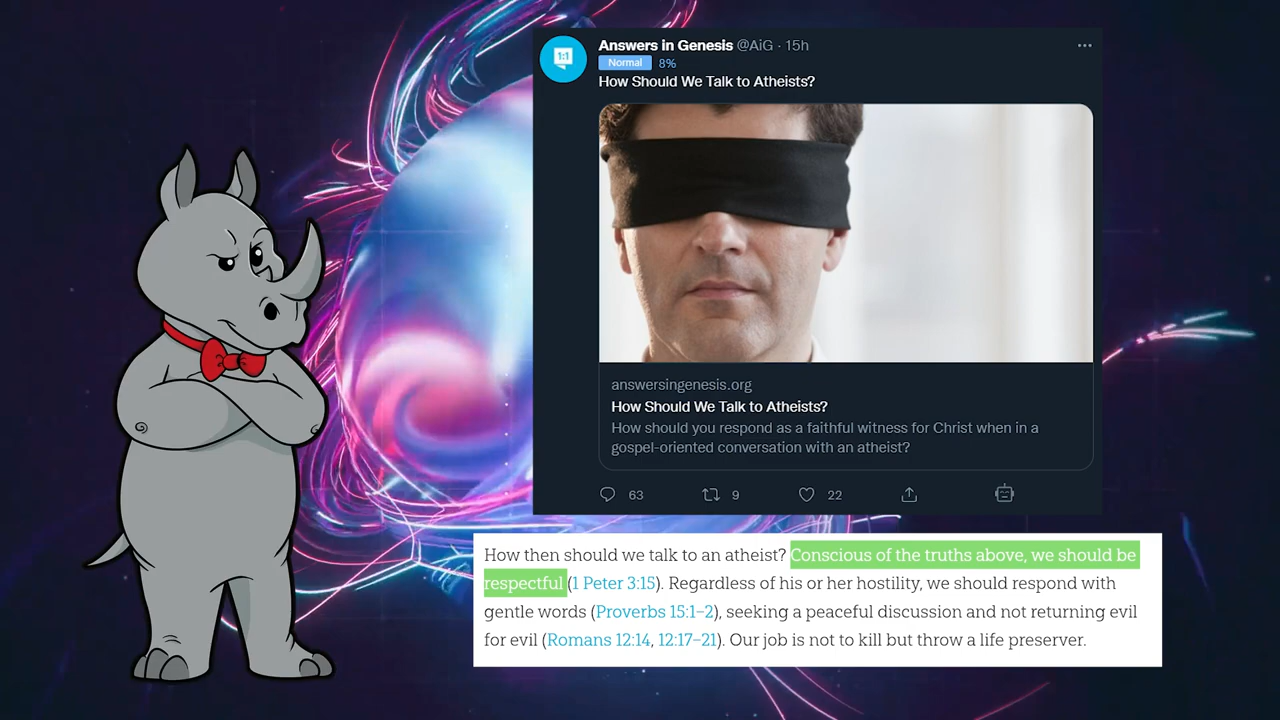 Answers in Genesis @AiG · 15h
Normal 8%
How Should We Talk to Atheists?
1:1
answersingenesis.org
How Should We Talk to Atheists?
How should you respond as a faithful witness for Christ when in a
gospel-oriented conversation with an atheist?
63 9 22
How then should we talk to an atheist? Conscious of the truths above, we should be
respectful (1 Peter 3:15). Regardless of his or her hostility, we should respond with
gentle words (Proverbs 15:1–2), seeking a peaceful discussion and not returning evil
for evil (Romans 12:14, 12:17–21). Our job is not to kill but throw a life preserver.